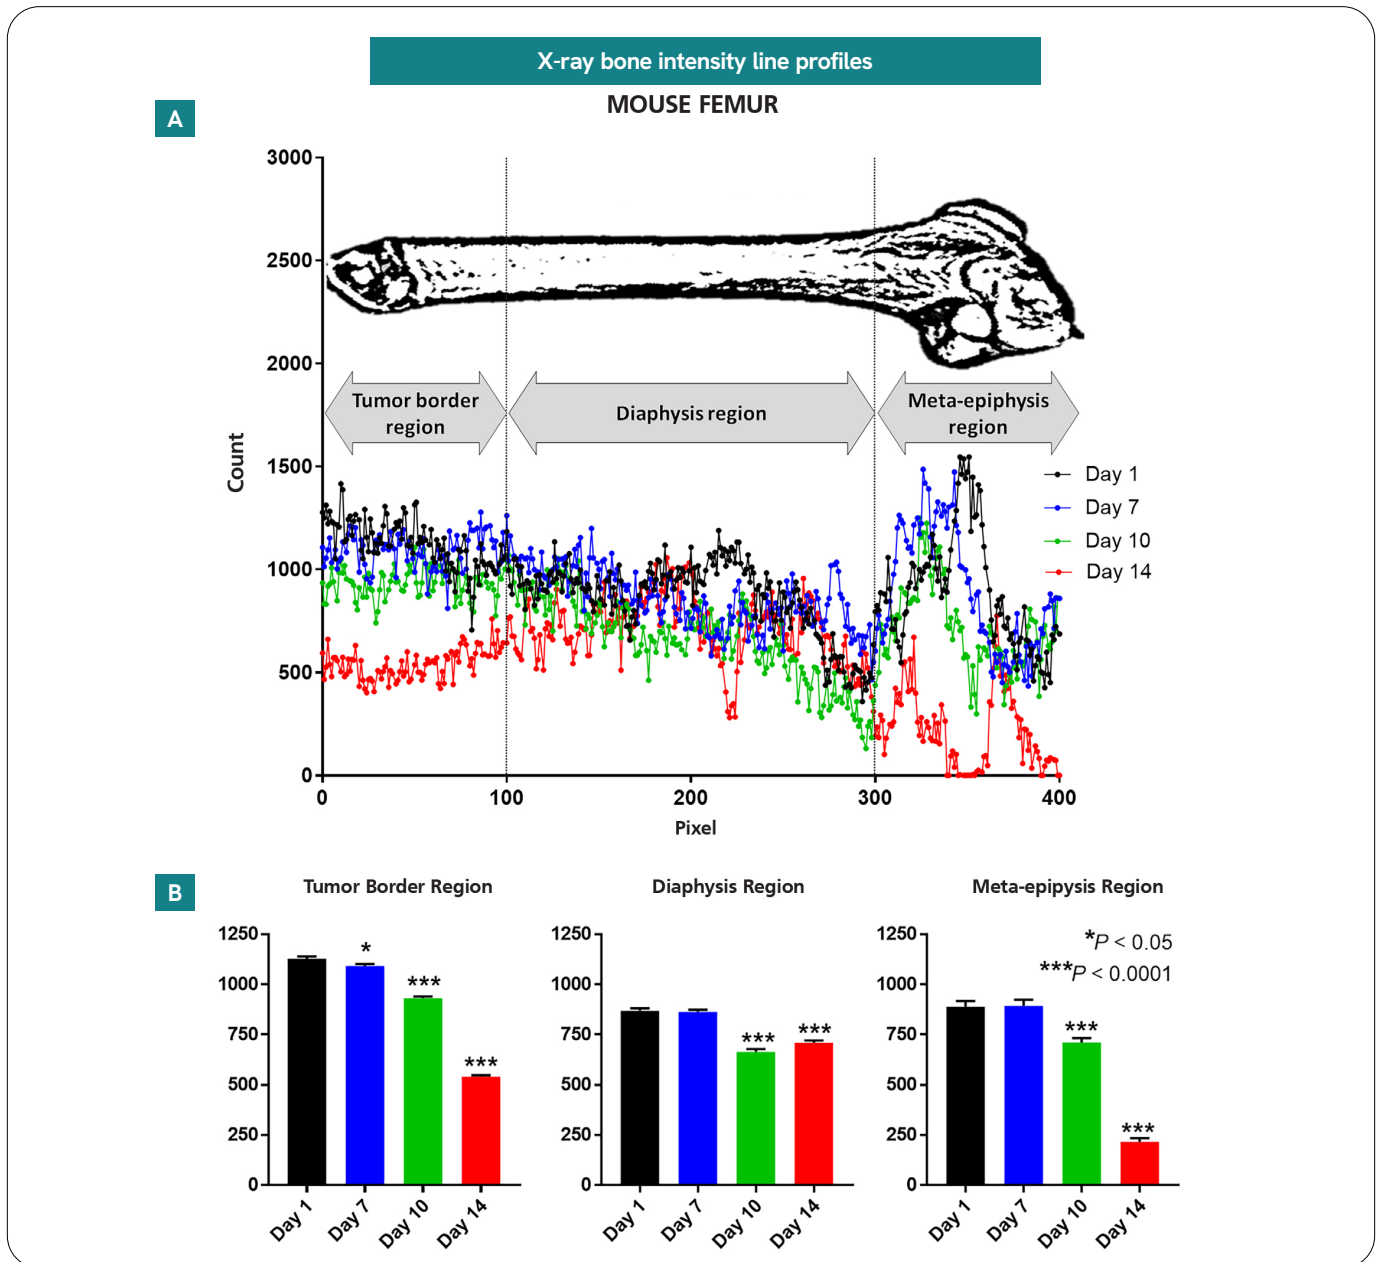 X-ray bone intensity line profiles
A
MOUSE FEMUR
3000
2500
2000
1500
1000
500
0
Count
Tumor border
region
Diaphysis region
Meta-epiphysis
region
Day 1
Day 7
Day 10
Day 14
0 100 200 300 400
Pixel
B
Tumor Border Region
1250
1000
750
500
250
0
*
***
***
Day 1 Day 7 Day 10 Day 14
Diaphysis Region
1250
1000
750
500
250
0
***
***
Day 1 Day 7 Day 10 Day 14
Meta-epipysis Region
*P < 0.05
***P < 0.0001
1250
1000
750
500
250
0
***
***
Day 1 Day 7 Day 10 Day 14